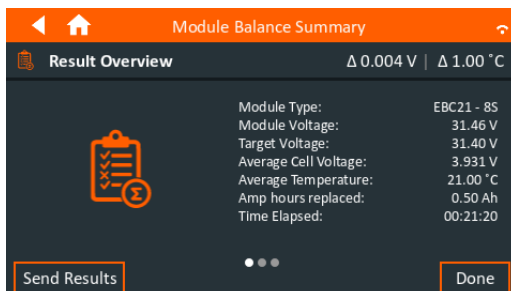 Module Balance Summary
Result Overview Δ 0.004 V | Δ 1.00 °C
Module Type: EBC21 - 8S
Module Voltage: 31.46 V
Target Voltage: 31.40 V
Average Cell Voltage: 3.931 V
Average Temperature: 21.00 °C
Amp hours replaced: 0.50 Ah
Time Elapsed: 00:21:20
Send Results Done